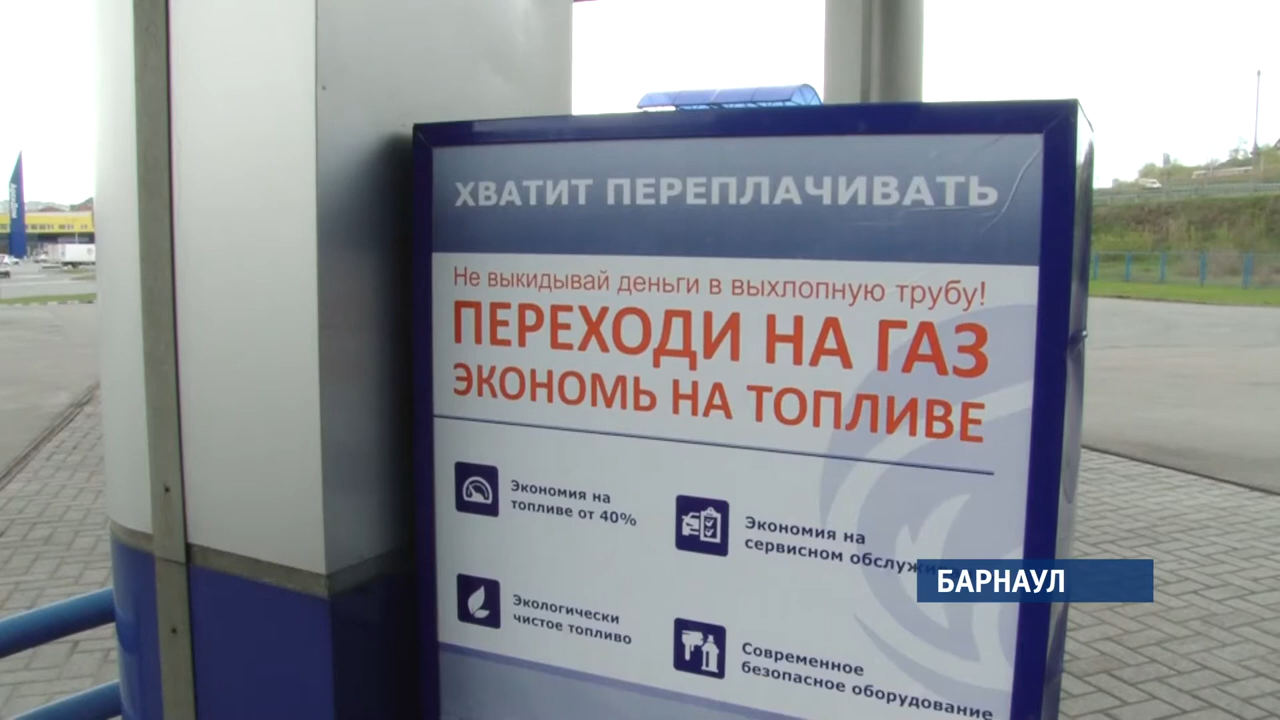 ХВАТИТ ПЕРЕПЛАЧИВАТЬ
Не выкидывай деньги в выхлопную трубу!
ПЕРЕХОДИ НА ГАЗ
ЭКОНОМЬ НА ТОПЛИВЕ
Экономия на
топливе от 40%
Экономия на
сервисном
Экологически
чистое топливо
Современное
безопасное оборудование
БАРНАУЛ